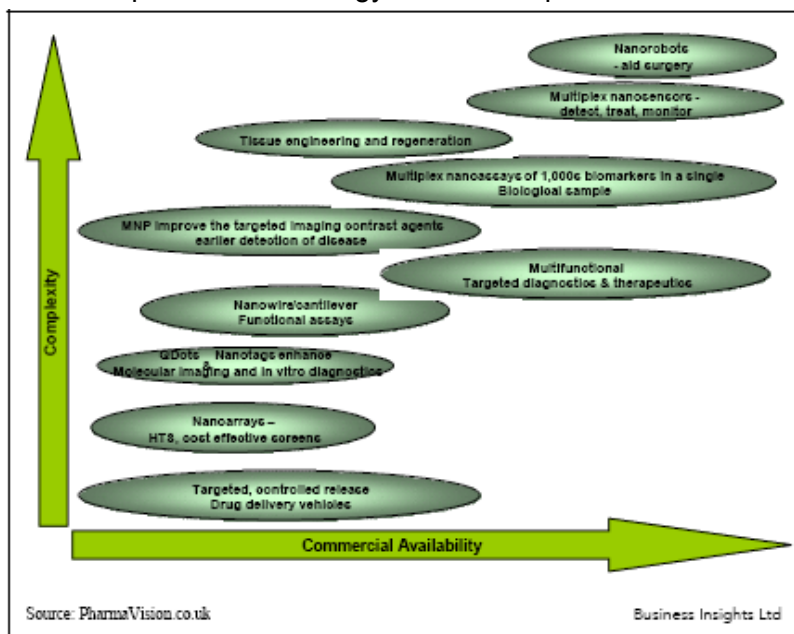 Nanorobots
- aid surgery
Multiplex nanosensors -
detect, treat, monitor
Tissue engineering and regeneration
Multiplex nanoassays of 1,000s biomarkers in a single
Biological sample
MNP improve the targeted imaging contrast agents
earlier detection of disease
Multifunctional
Targeted diagnostics & therapeutics
Nanowire/cantilever
Functional assays
QDots & Nanotags enhance
Molecular imaging and in vitro diagnostics
Nanoarrays –
HTS, cost effective screens
Targeted, controlled release
Drug delivery vehicles
Complexity
Commercial Availability
Source: PharmaVision.co.uk
Business Insights Ltd